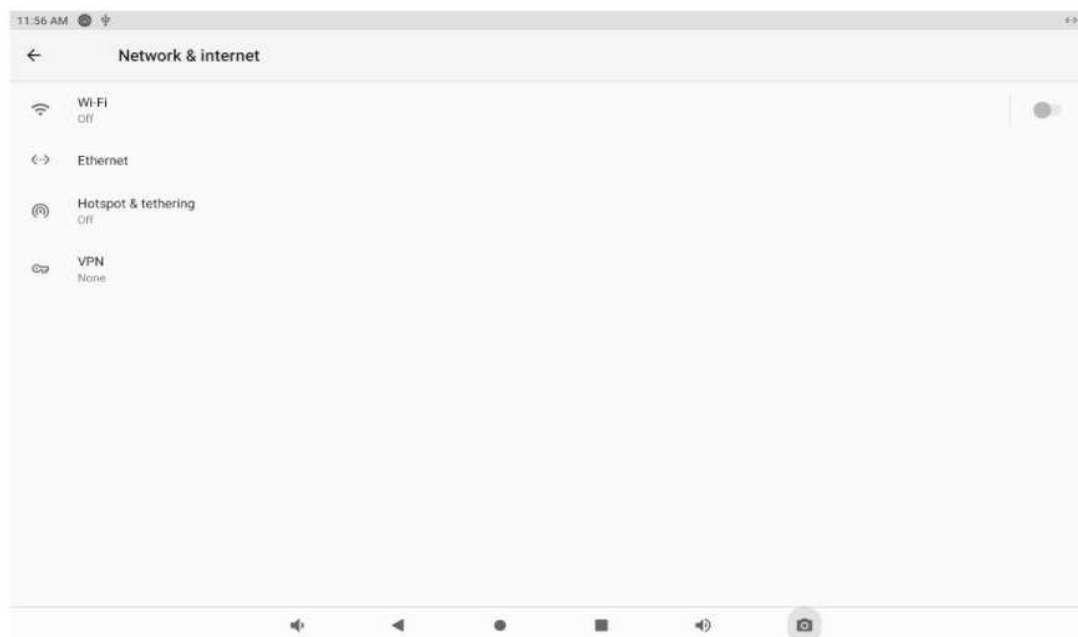 11:56 AM
Network & internet
Wi-Fi
Off
Ethernet
Hotspot & tethering
Off
VPN
None